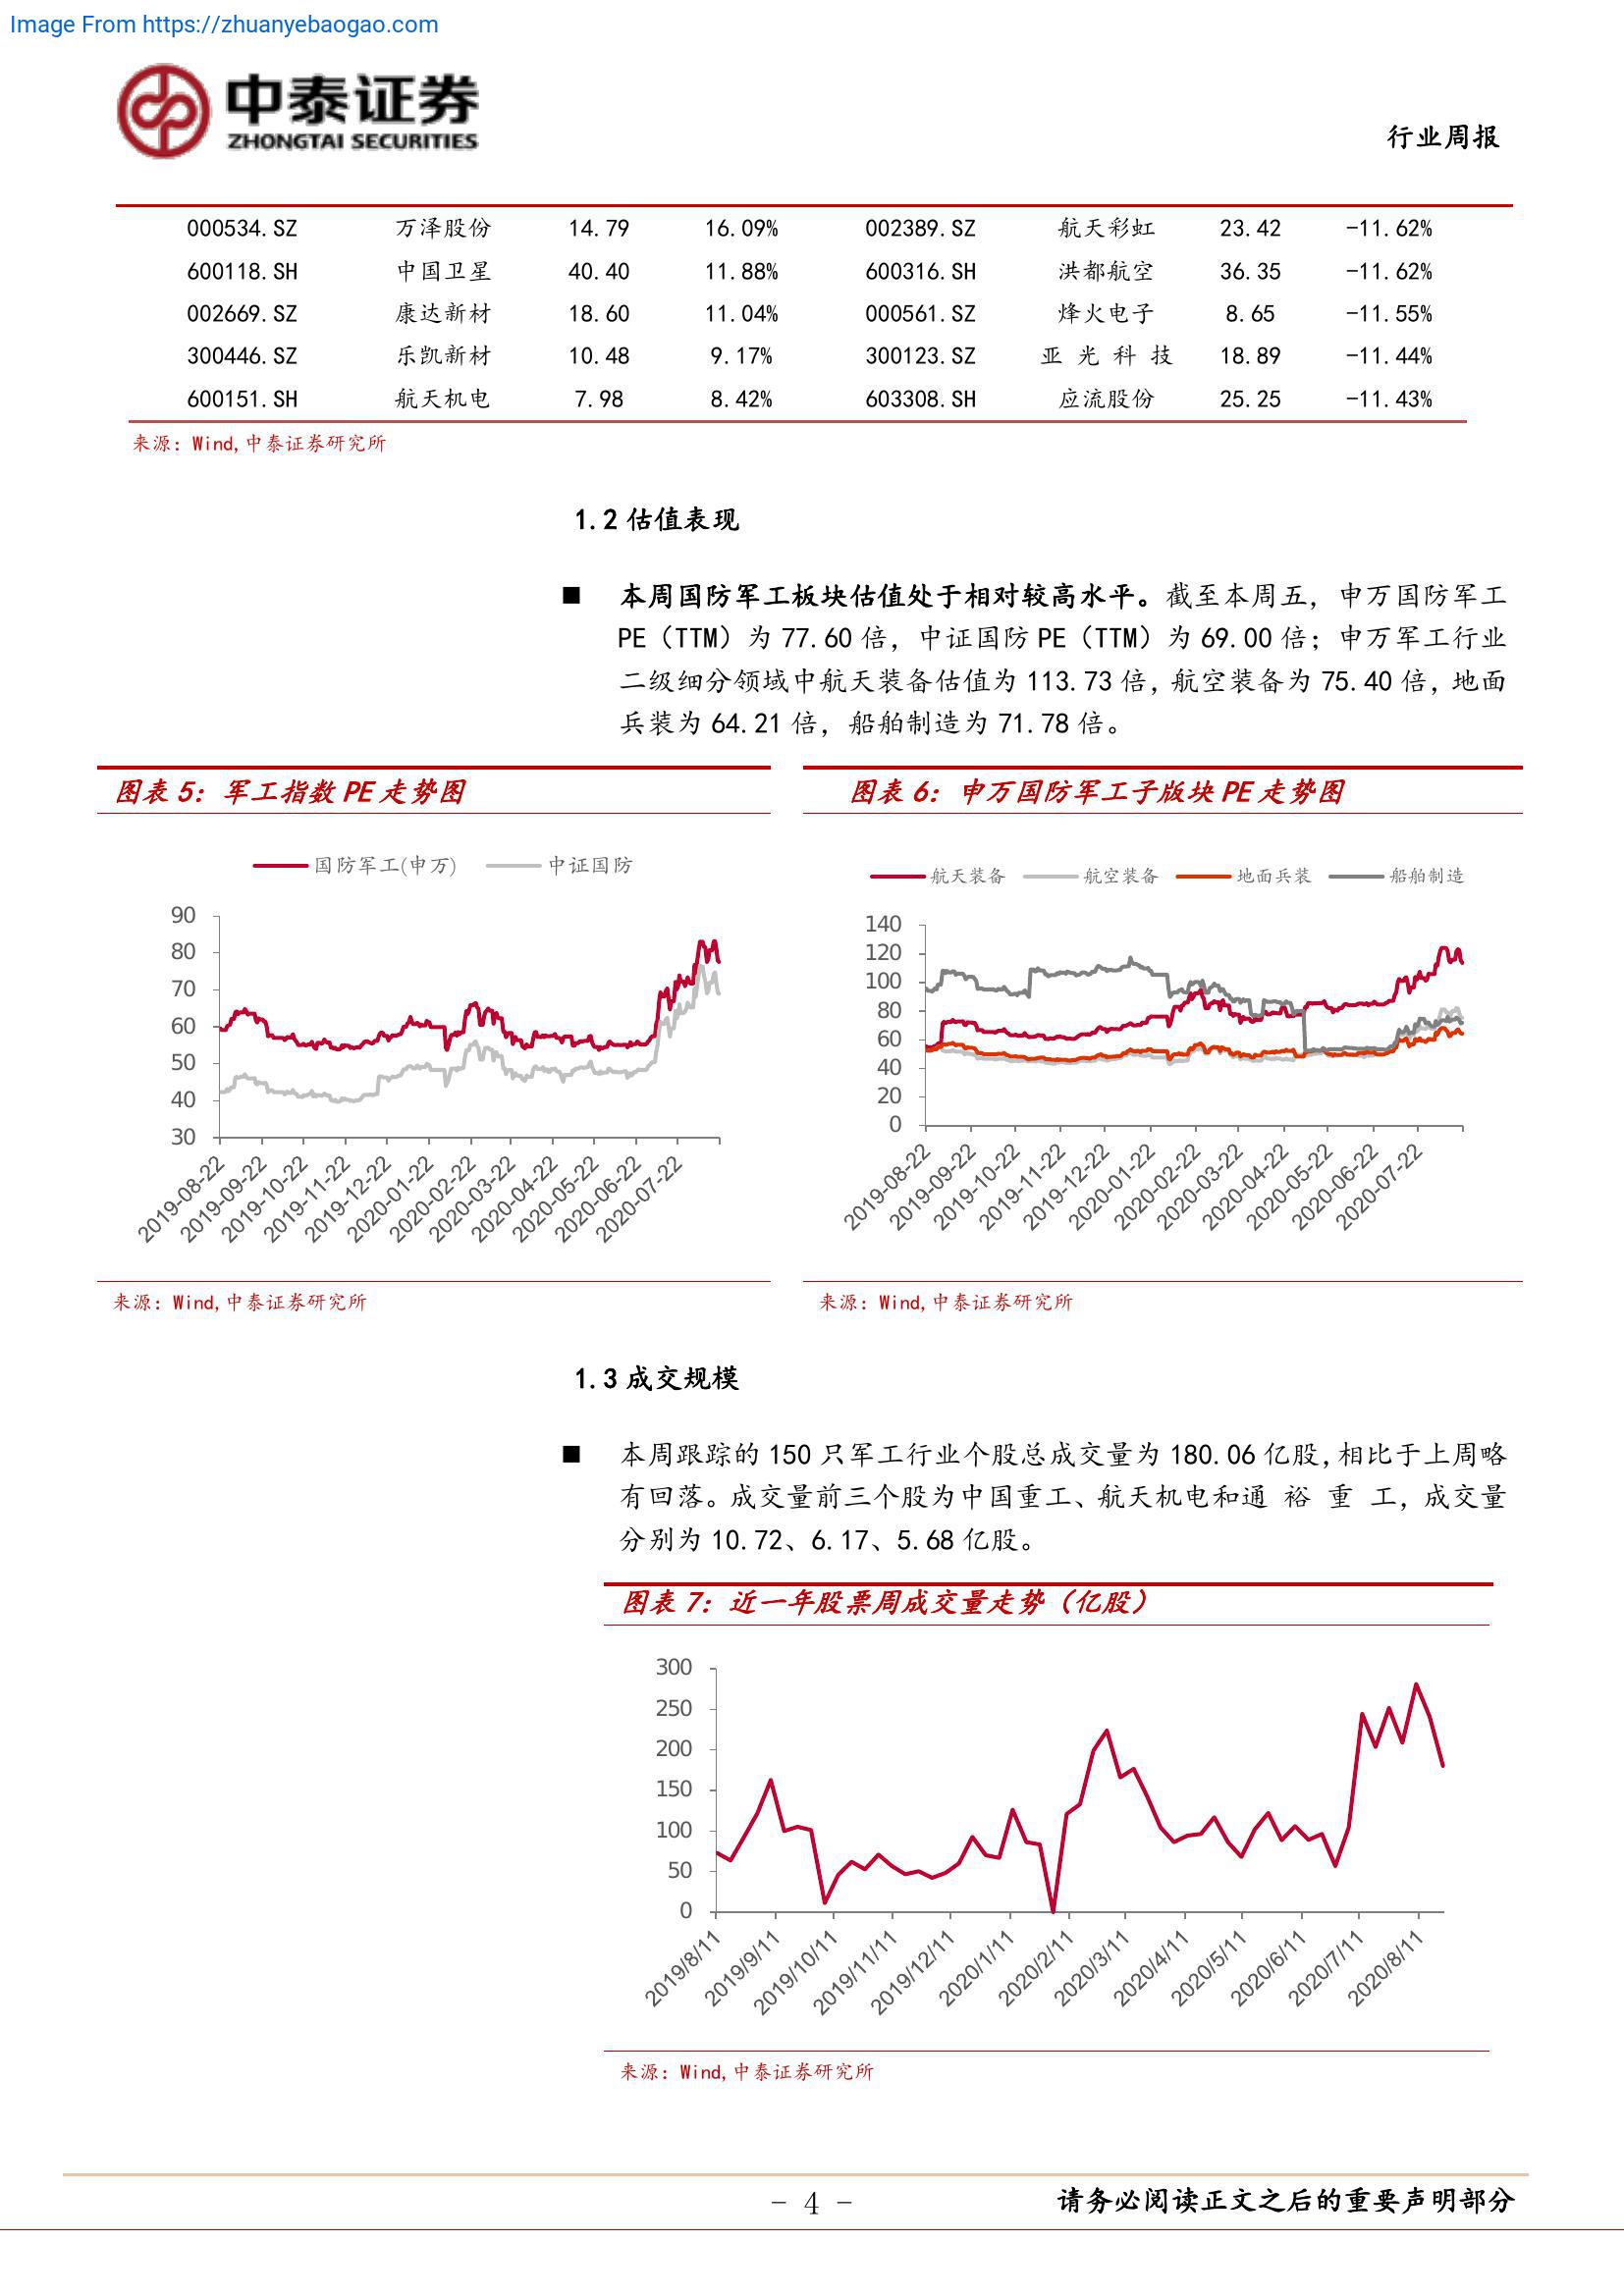 Image From https://zhuanyebaogao.com
中泰证券
ZHONGTAI SECURITIES
行业周报
000534.SZ 万泽股份 14.79 16.09% 002389.SZ 航天彩虹 23.42 -11.62%
600118.SH 中国卫星 40.40 11.88% 600316.SH 洪都航空 36.35 -11.62%
002669.SZ 康达新材 18.60 11.04% 000561.SZ 烽火电子 8.65 -11.55%
300446.SZ 乐凯新材 10.48 9.17% 300123.SZ 亚 光 科 技 18.89 -11.44%
600151.SH 航天机电 7.98 8.42% 603308.SH 应流股份 25.25 -11.43%
来源：Wind,中泰证券研究所
1.2 估值表现
■ 本周国防军工板块估值处于相对较高水平。截至本周五，申万国防军工
PE（TTM）为 77.60 倍，中证国防 PE（TTM）为 69.00 倍；申万军工行业
二级细分领域中航天装备估值为 113.73 倍，航空装备为 75.40 倍，地面
兵装为 64.21 倍，船舶制造为 71.78 倍。
图表 5：军工指数 PE 走势图
国防军工(申万) 中证国防
90
80
70
60
50
40
30
2019-08-22 2019-09-22 2019-10-22 2019-11-22 2019-12-22 2020-01-22 2020-02-22 2020-03-22 2020-04-22 2020-05-22 2020-06-22 2020-07-22
来源：Wind,中泰证券研究所
图表 6：申万国防军工子版块 PE 走势图
航天装备 航空装备 地面兵装 船舶制造
140
120
100
80
60
40
20
0
2019-08-22 2019-09-22 2019-10-22 2019-11-22 2019-12-22 2020-01-22 2020-02-22 2020-03-22 2020-04-22 2020-05-22 2020-06-22 2020-07-22
来源：Wind,中泰证券研究所
1.3 成交规模
■ 本周跟踪的 150 只军工行业个股总成交量为 180.06 亿股，相比于上周略
有回落。成交量前三个股为中国重工、航天机电和通 裕 重 工，成交量
分别为 10.72、6.17、5.68 亿股。
图表 7：近一年股票周成交量走势（亿股）
300
250
200
150
100
50
0
2019/8/11 2019/9/11 2019/10/11 2019/11/11 2019/12/11 2020/1/11 2020/2/11 2020/3/11 2020/4/11 2020/5/11 2020/6/11 2020/7/11 2020/8/11
来源：Wind,中泰证券研究所
- 4 -
请务必阅读正文之后的重要声明部分